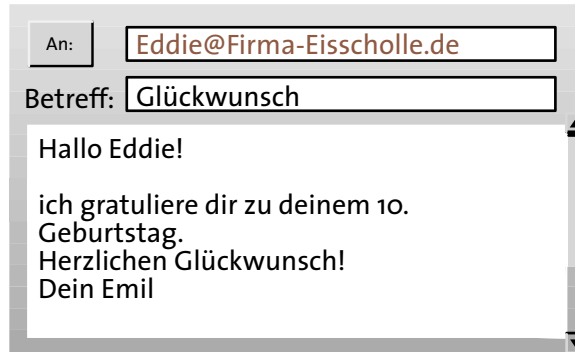 An: Eddie@Firma-Eisscholle.de
Betreff: Glückwunsch
Hallo Eddie!
ich gratuliere dir zu deinem 10.
Geburtstag.
Herzlichen Glückwunsch!
Dein Emil